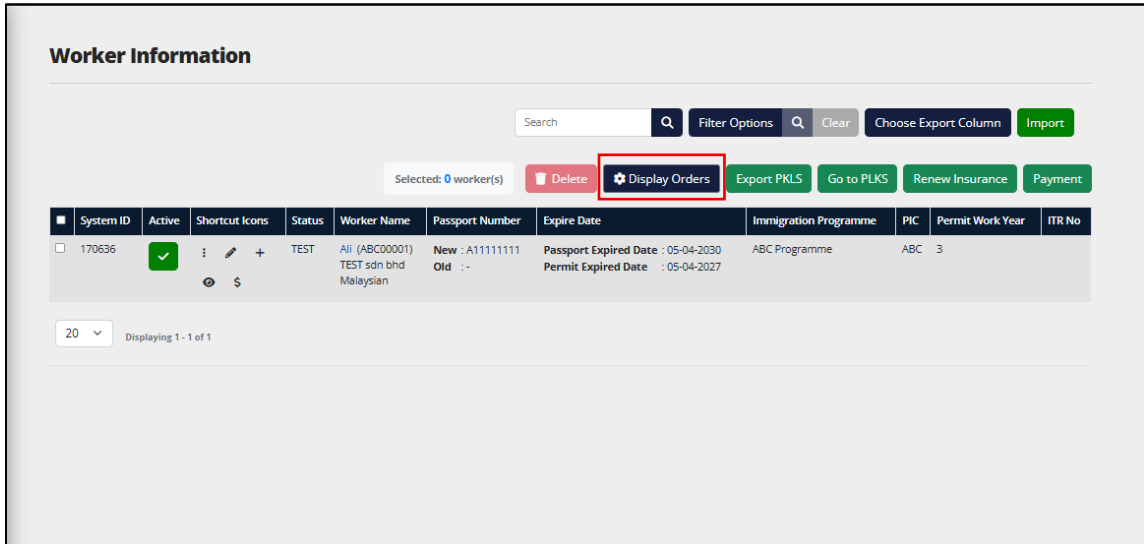 Worker Information
Search Filter Options Clear Choose Export Column Import
Selected: 0 worker(s) Delete Display Orders Export PKLS Go to PLKS Renew Insurance Payment
System ID Active Shortcut Icons Status Worker Name Passport Number Expire Date Immigration Programme PIC Permit Work Year ITR No
170636 TEST Ali (ABC00001) New : A11111111 Passport Expired Date : 05-04-2030 ABC Programme ABC 3
TEST sdn bhd Old : - Permit Expired Date : 05-04-2027
Malaysian
20 Displaying 1 - 1 of 1